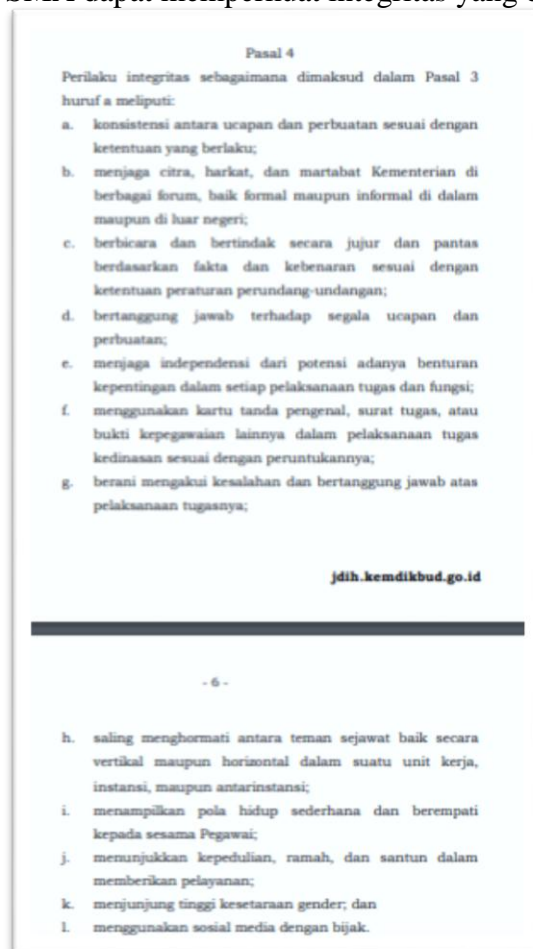 Pasal 4
Perilaku integritas sebagaimana dimaksud dalam Pasal 3
huruf a meliputi:
a. konsistensi antara ucapan dan perbuatan sesuai dengan
ketentuan yang berlaku;
b. menjaga citra, harkat, dan martabat Kementerian di
berbagai forum, baik formal maupun informal di dalam
maupun di luar negeri;
c. berbicara dan bertindak secara jujur dan pantas
berdasarkan fakta dan kebenaran sesuai dengan
ketentuan peraturan perundang-undangan;
d. bertanggung jawab terhadap segala ucapan dan
perbuatan;
e. menjaga independensi dari potensi adanya benturan
kepentingan dalam setiap pelaksanaan tugas dan fungsi;
f. menggunakan kartu tanda pengenal, surat tugas, atau
bukti kepegawaian lainnya dalam pelaksanaan tugas
kedinasan sesuai dengan peruntukannya;
g. berani mengakui kesalahan dan bertanggung jawab atas
pelaksanaan tugasnya;
jdih.kemdikbud.go.id
- 6 -
h. saling menghormati antara teman sejawat baik secara
vertikal maupun horizontal dalam suatu unit kerja,
instansi, maupun antarinstansi;
i. menampilkan pola hidup sederhana dan berempati
kepada sesama Pegawai;
j. menunjukkan kepedulian, ramah, dan santun dalam
memberikan pelayanan;
k. menjunjung tinggi kesetaraan gender; dan
l. menggunakan sosial media dengan bijak.